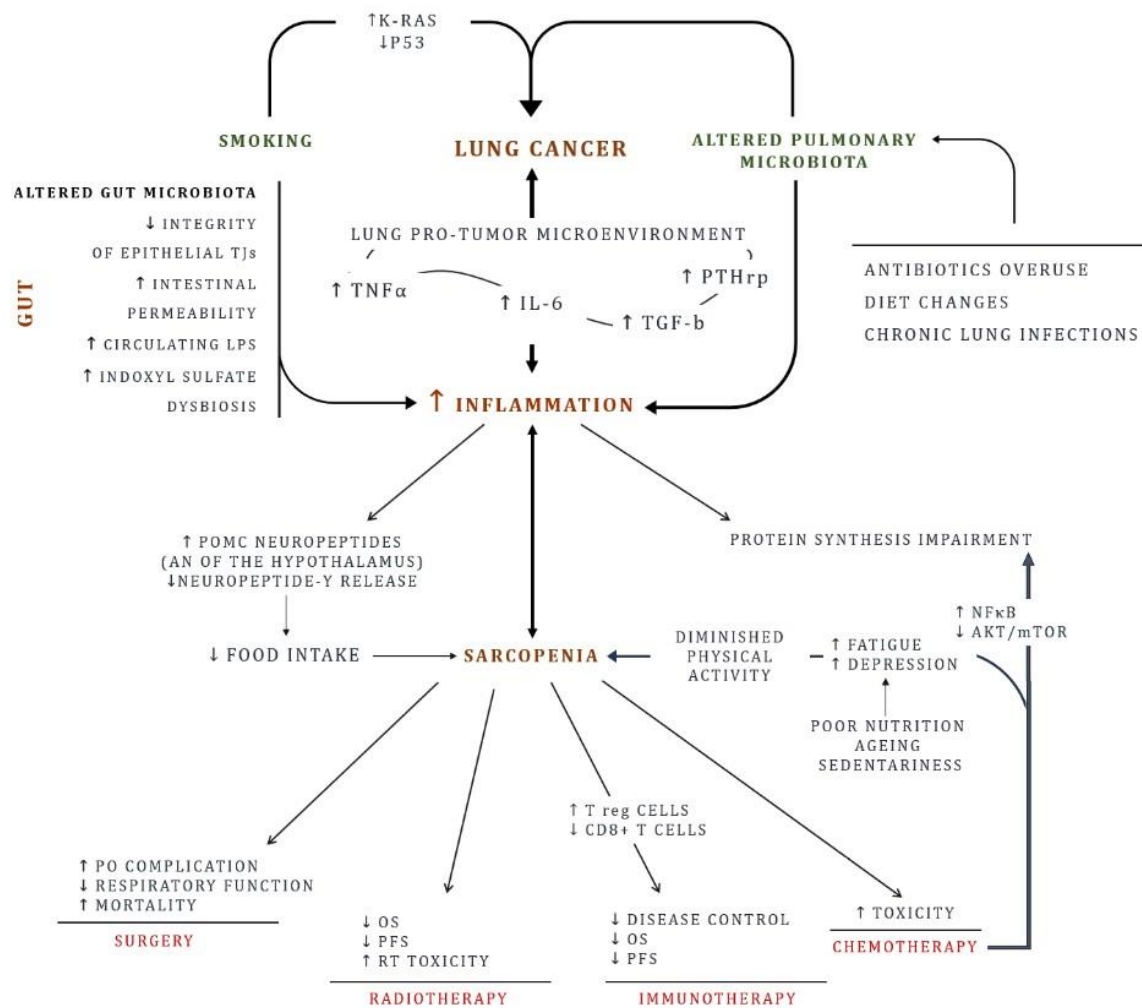 ↑K-RAS
↓P53
SMOKING
LUNG CANCER
ALTERED PULMONARY
MICROBIOTA
GUT
ALTERED GUT MICROBIOTA
↓ INTEGRITY
OF EPITHELIAL TJs
↑ INTESTINAL
PERMEABILITY
↑ CIRCULATING LPS
↑ INDOXYL SULFATE
DYSBIOSIS
LUNG PRO-TUMOR MICROENVIRONMENT
↑ TNFα
↑ IL-6
↑ TGF-b
↑ PTHrp
ANTIBIOTICS OVERUSE
DIET CHANGES
CHRONIC LUNG INFECTIONS
↑ INFLAMMATION
↑ POMC NEUROPEPTIDES
(AN OF THE HYPOTHALAMUS)
↓NEUROPEPTIDE-Y RELEASE
PROTEIN SYNTHESIS IMPAIRMENT
↑ NFκB
↓ AKT/mTOR
↓ FOOD INTAKE
SARCOPENIA
DIMINISHED
PHYSICAL
ACTIVITY
↑ FATIGUE
↑ DEPRESSION
POOR NUTRITION
AGEING
SEDENTARINESS
↑ T reg CELLS
↓ CD8+ T CELLS
↑ PO COMPLICATION
↓ RESPIRATORY FUNCTION
↑ MORTALITY
SURGERY
↓ OS
↓ PFS
↑ RT TOXICITY
RADIOTHERAPY
↓ DISEASE CONTROL
↓ OS
↓ PFS
IMMUNOTHERAPY
↑ TOXICITY
CHEMOTHERAPY